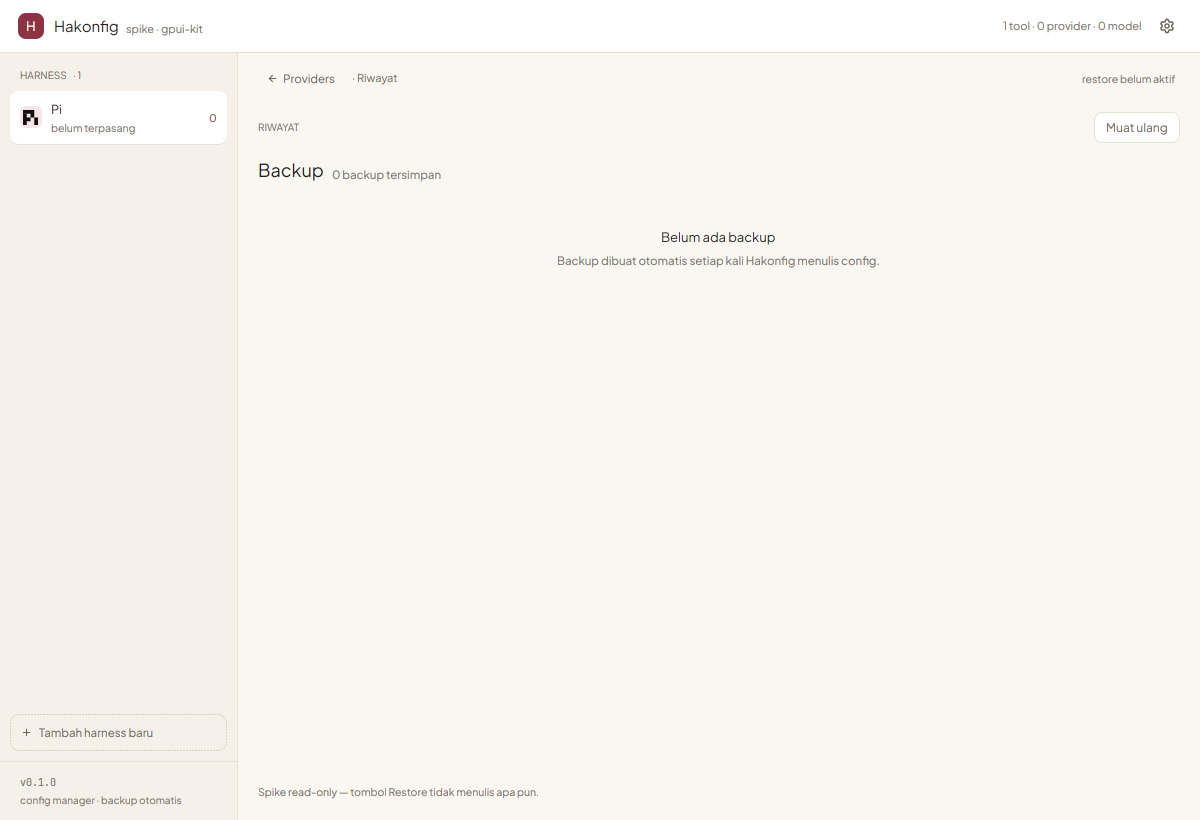 H Hakonfig spike · gpui-kit
1 tool · 0 provider · 0 model
HARNESS · 1
Pi
belum terpasang
0
+ Tambah harness baru
v0.1.0
config manager · backup otomatis
← Providers · Riwayat
restore belum aktif
RIWAYAT
Muat ulang
Backup 0 backup tersimpan
Belum ada backup
Backup dibuat otomatis setiap kali Hakonfig menulis config.
Spike read-only — tombol Restore tidak menulis apa pun.